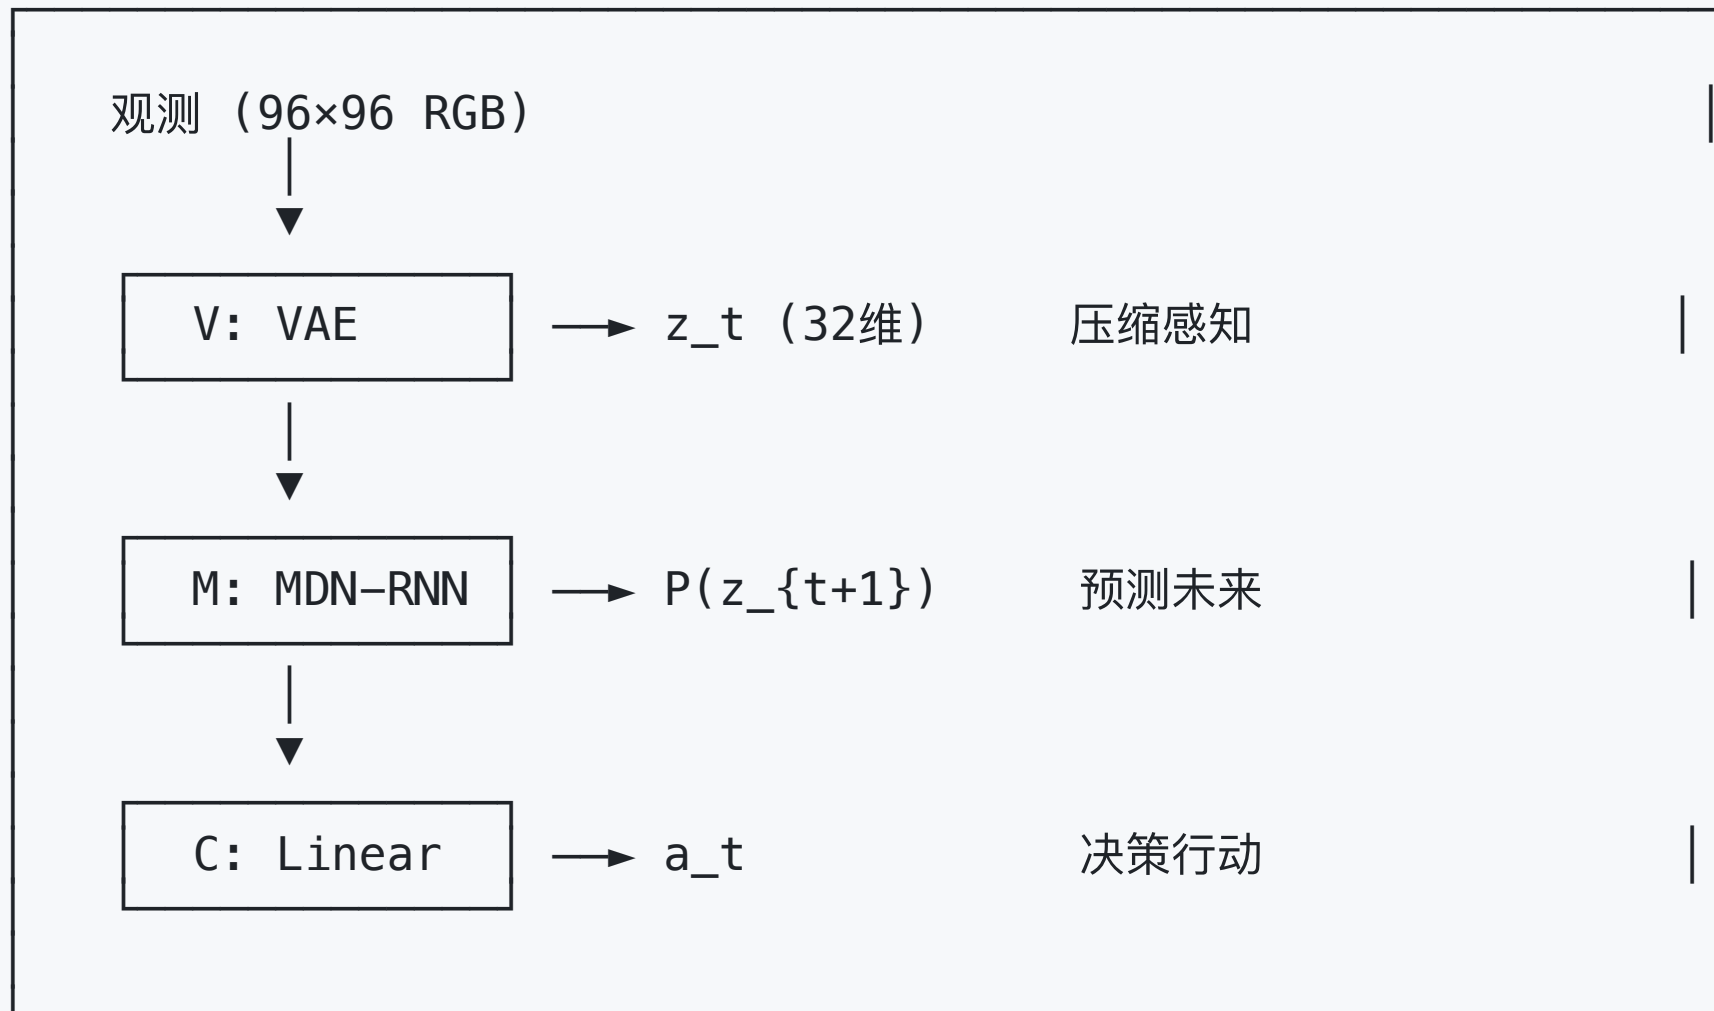 观测 (96×96 RGB)
V: VAE → z_t (32维) 压缩感知
M: MDN-RNN → P(z_{t+1}) 预测未来
C: Linear → a_t 决策行动